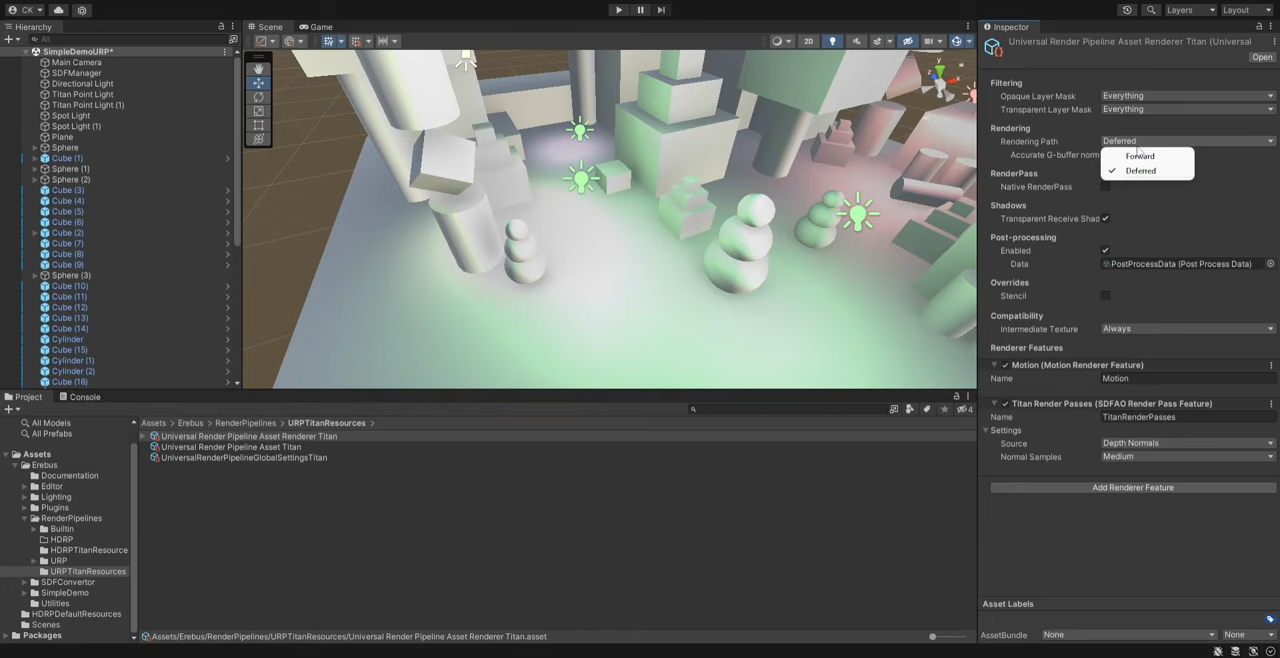 CK
Layers
Layout
Hierarchy
All
SimpleDemoURP*
Main Camera
SDFManager
Directional Light
Titan Point Light
Titan Point Light (1)
Spot Light
Spot Light (1)
Plane
Sphere
Cube (1)
Sphere (1)
Sphere (2)
Cube (3)
Cube (4)
Cube (5)
Cube (6)
Cube (2)
Cube (7)
Cube (8)
Cube (9)
Sphere (3)
Cube (10)
Cube (11)
Cube (12)
Cube (13)
Cube (14)
Cylinder
Cube (15)
Cylinder (1)
Cylinder (2)
Cube (16)
Scene
Game
2D
y
Inspector
Universal Render Pipeline Asset Renderer Titan (Universal
Open
Filtering
Opaque Layer Mask Everything
Transparent Layer Mask Everything
Rendering
Rendering Path Deferred
Accurate G-buffer norm
Forward
Deferred
RenderPass
Native RenderPass
Shadows
Transparent Receive Shad
Post-processing
Enabled
Data PostProcessData (Post Process Data)
Overrides
Stencil
Compatibility
Intermediate Texture Always
Renderer Features
Motion (Motion Renderer Feature)
Name Motion
Titan Render Passes (SDFAO Render Pass Feature)
Name TitanRenderPasses
Settings
Source Depth Normals
Normal Samples Medium
Add Renderer Feature
Asset Labels
AssetBundle None None
Project
Console
4
All Models
All Prefabs
Assets
Erebus
Documentation
Editor
Lighting
Plugins
RenderPipelines
Builtin
HDRP
HDRPTitanResource
URP
URPTitanResources
SDFConvertor
SimpleDemo
Utilities
HDRPDefaultResources
Scenes
Packages
Assets > Erebus > RenderPipelines > URPTitanResources >
Universal Render Pipeline Asset Renderer Titan
Universal Render Pipeline Asset Titan
UniversalRenderPipelineGlobalSettingsTitan
Assets/Erebus/RenderPipelines/URPTitanResources/Universal Render Pipeline Asset Renderer Titan.asset